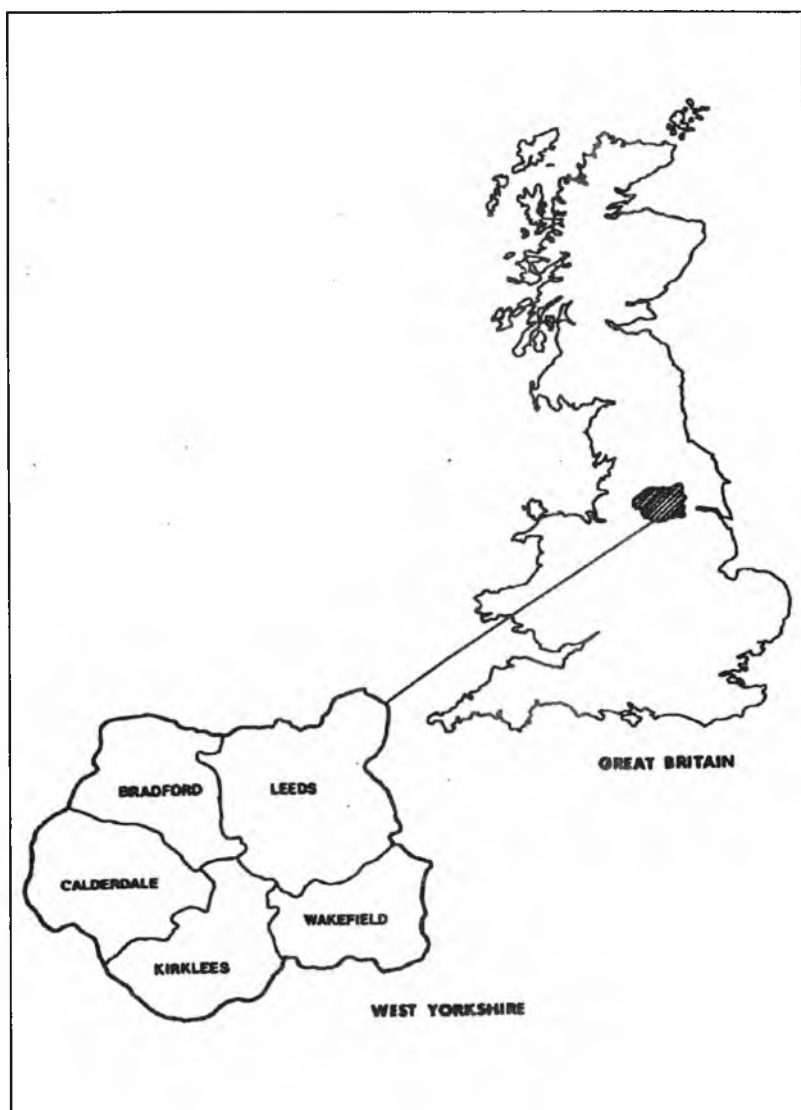 GREAT BRITAIN
BRADFORD
LEEDS
CALDERDALE
WAKEFIELD
KIRKLEES
WEST YORKSHIRE